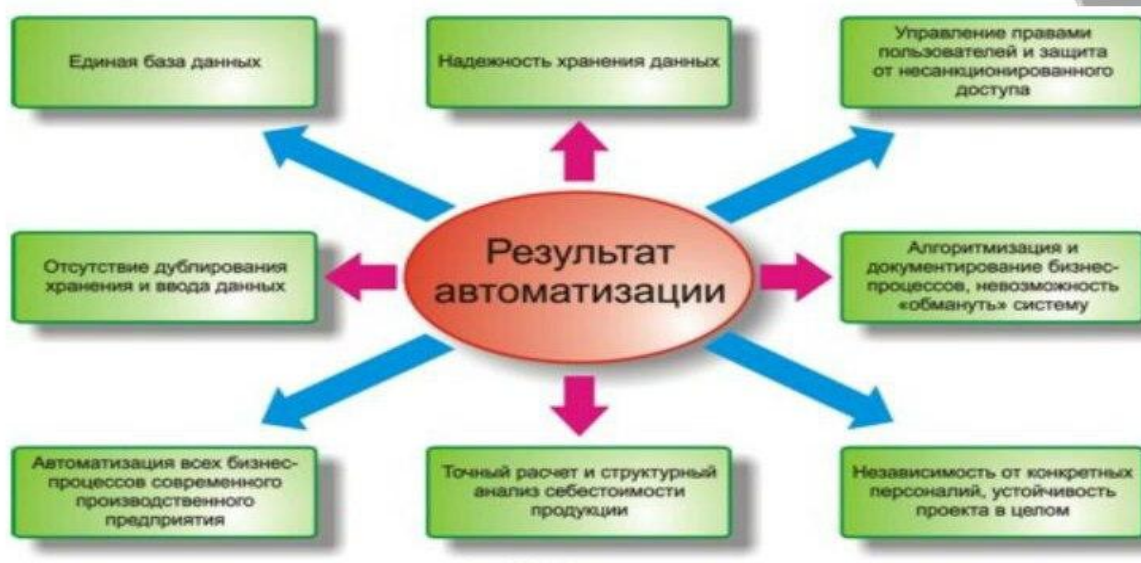 Единая база данных
Надежность хранения данных
Управление правами
пользователей и защита
от несанкционированного
доступа
Отсутствие дублирования
хранения и ввода данных
Результат
автоматизации
Алгоритмизация и
документирование бизнес-
процессов, невозможность
«обмануть» систему
Автоматизация всех бизнес-
процессов современного
производственного
предприятия
Точный расчет и структурный
анализ себестоимости
продукции
Независимость от конкретных
персоналий, устойчивость
проекта в целом